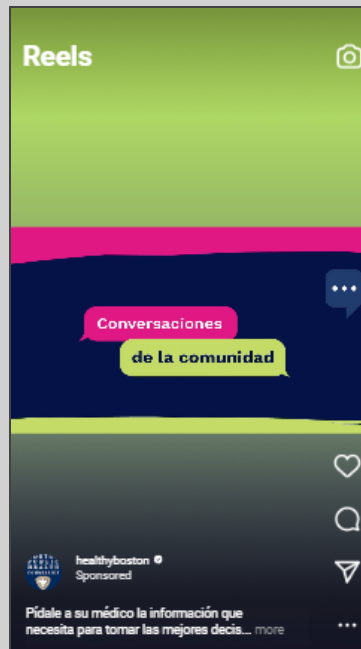 Reels
Conversaciones
de la comunidad
healthyboston
Sponsored
Pídale a su médico la información que
necesita para tomar las mejores decis... more